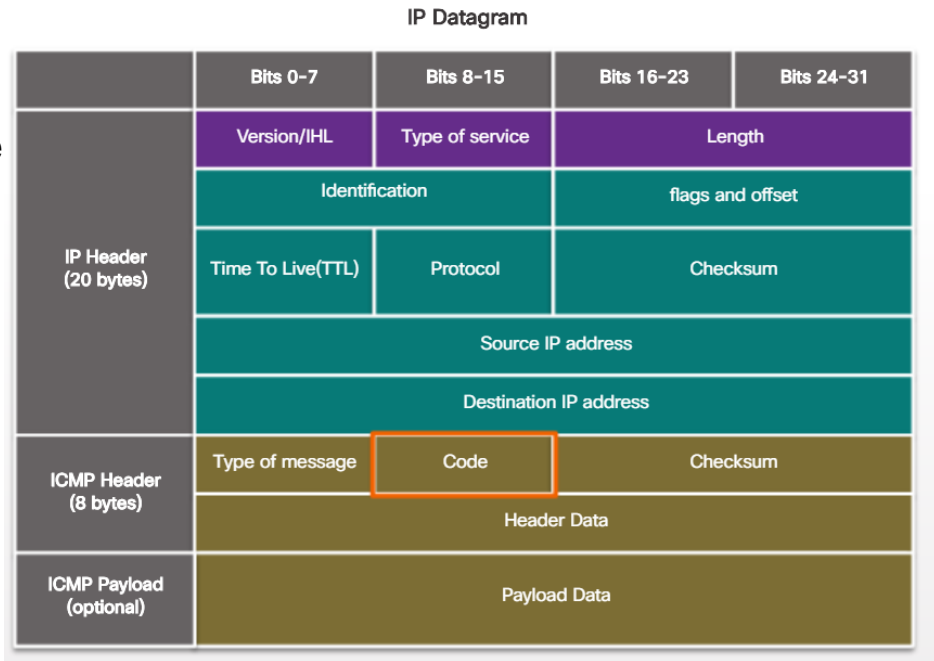 IP Datagram
Bits 0-7 Bits 8-15 Bits 16-23 Bits 24-31
Version/IHL Type of service Length
Identification flags and offset
IP Header
(20 bytes)
Time To Live(TTL) Protocol Checksum
Source IP address
Destination IP address
ICMP Header
(8 bytes)
Type of message Code Checksum
Header Data
ICMP Payload
(optional)
Payload Data